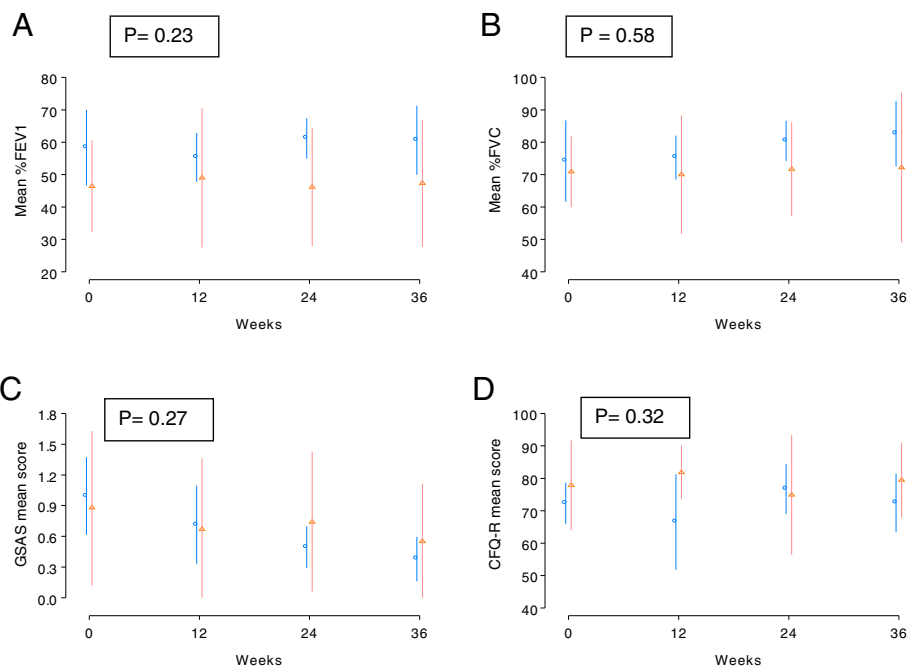 A
P= 0.23
Mean %FEV1
80
70
60
50
40
30
20
0
12
24
36
Weeks
B
P = 0.58
Mean %FVC
100
90
80
70
60
50
40
0
12
24
36
Weeks
C
P= 0.27
GSAS mean score
1.8
1.5
1.2
0.9
0.6
0.3
0.0
0
12
24
36
Weeks
D
P= 0.32
CFQ-R mean score
100
90
80
70
60
50
40
0
12
24
36
Weeks